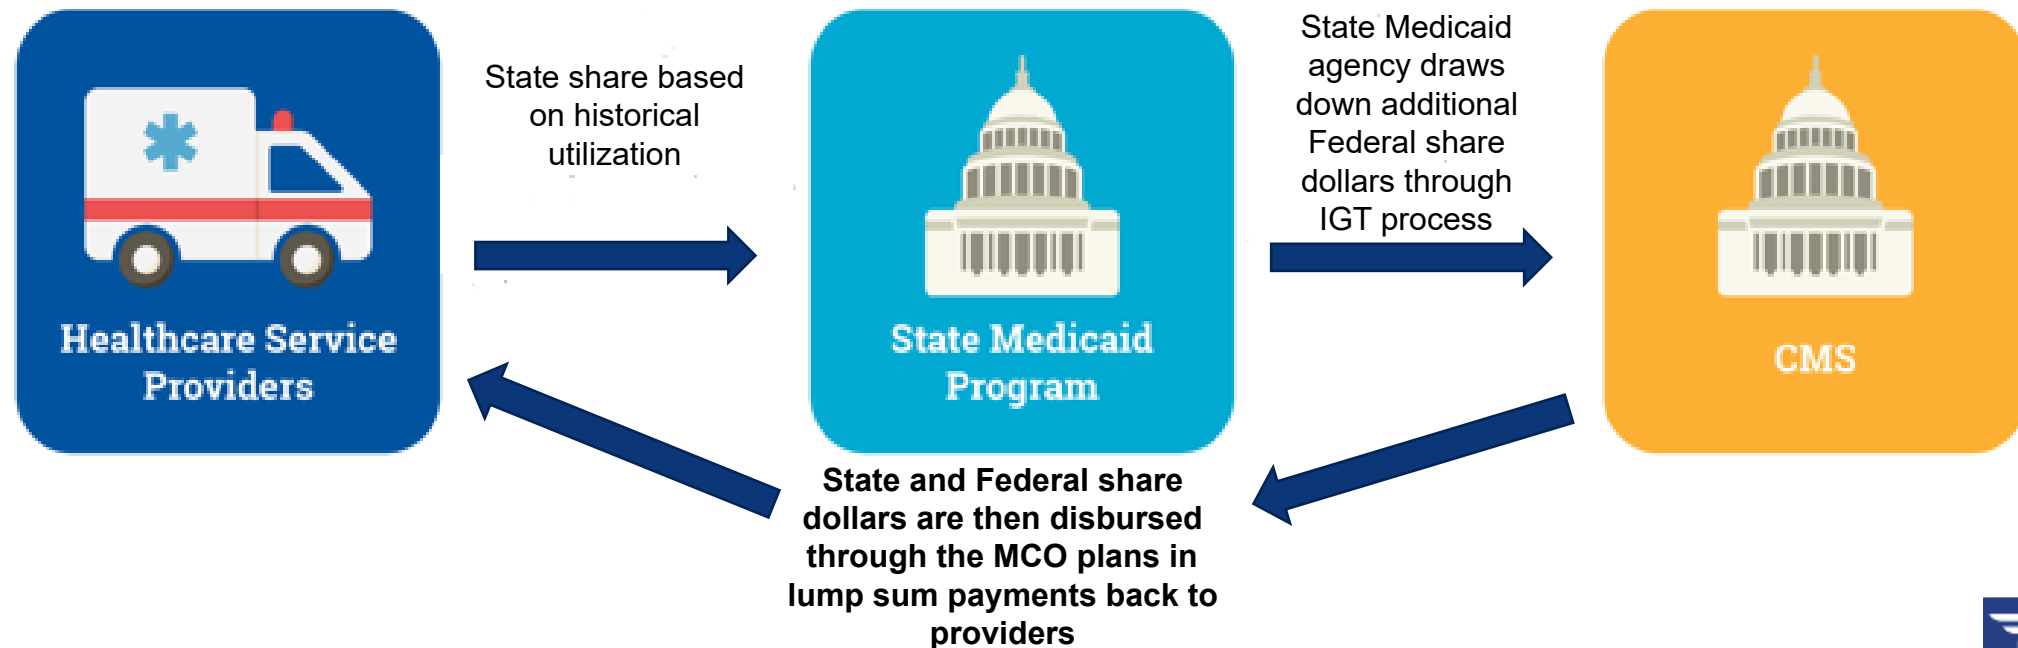 State share based
on historical
utilization
State Medicaid
agency draws
down additional
Federal share
dollars through
IGT process
Healthcare Service
Providers
State Medicaid
Program
CMS
State and Federal share
dollars are then disbursed
through the MCO plans in
lump sum payments back to
providers